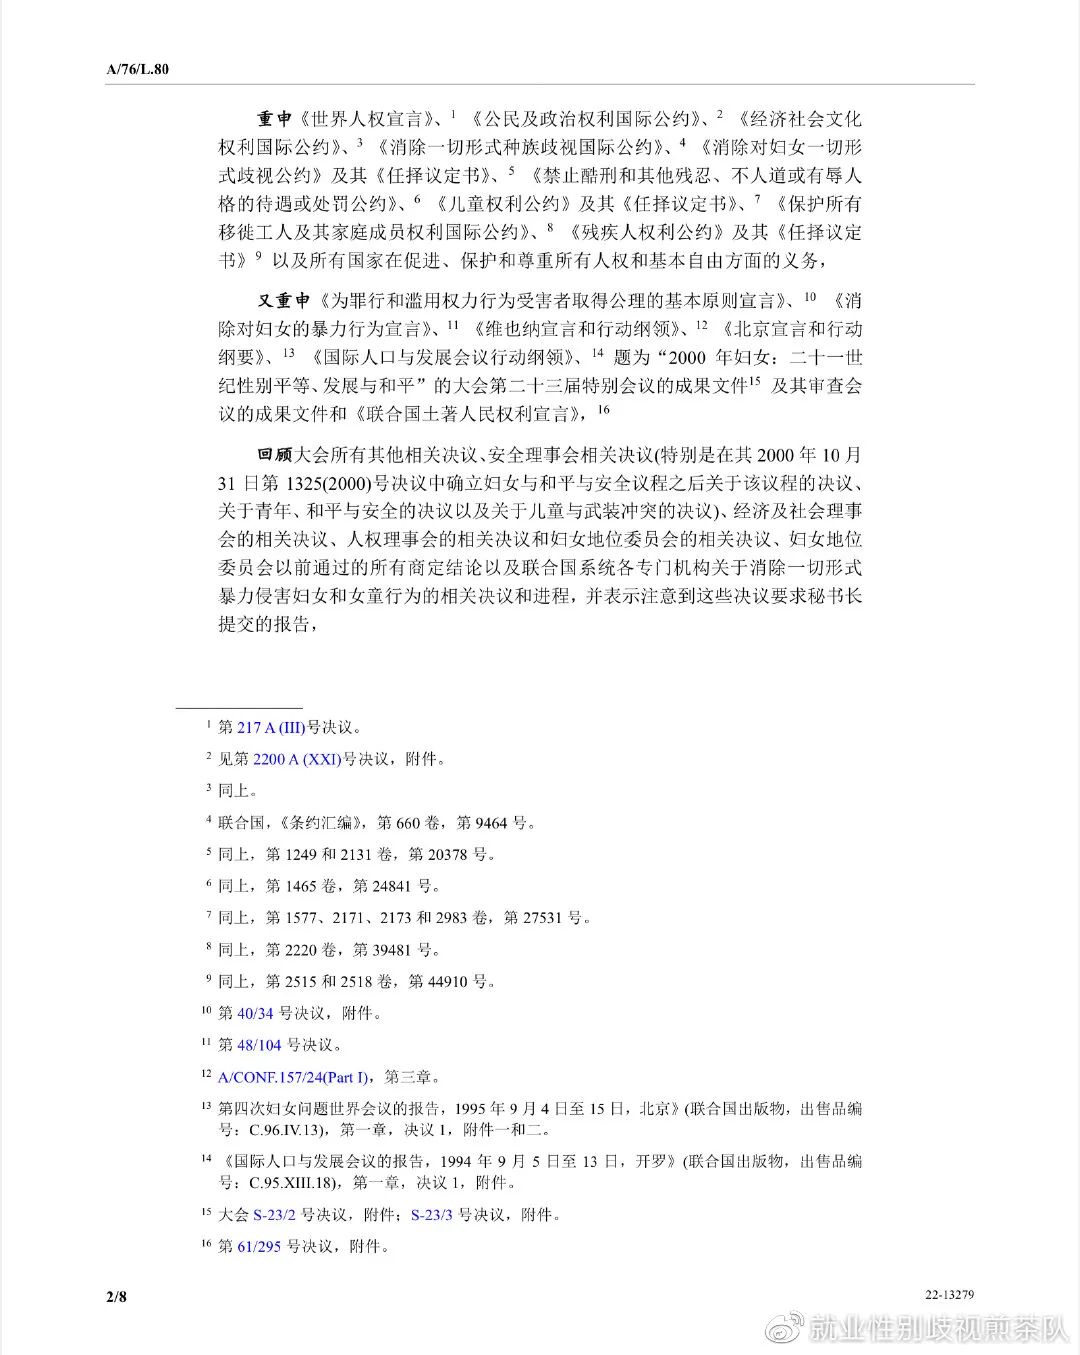 A/76/L.80
重申《世界人权宣言》、¹ 《公民及政治权利国际公约》、² 《经济社会文化
权利国际公约》、³ 《消除一切形式种族歧视国际公约》、⁴ 《消除对妇女一切形
式歧视公约》及其《任择议定书》、⁵ 《禁止酷刑和其他残忍、不人道或有辱人
格的待遇或处罚公约》、⁶ 《儿童权利公约》及其《任择议定书》、⁷ 《保护所有
移徙工人及其家庭成员权利国际公约》、⁸ 《残疾人权利公约》及其《任择议定
书》⁹ 以及所有国家在促进、保护和尊重所有人权和基本自由方面的义务，
又重申《为罪行和滥用权力行为受害者取得公理的基本原则宣言》、¹⁰ 《消
除对妇女的暴力行为宣言》、¹¹ 《维也纳宣言和行动纲领》、¹² 《北京宣言和行动
纲要》、¹³ 《国际人口与发展会议行动纲领》、¹⁴ 题为“2000 年妇女：二十一世
纪性别平等、发展与和平”的大会第二十三届特别会议的成果文件¹⁵ 及其审查会
议的成果文件和《联合国土著人民权利宣言》，¹⁶
回顾大会所有其他相关决议、安全理事会相关决议(特别是在其 2000 年 10 月
31 日第 1325(2000)号决议中确立妇女与和平与安全议程之后关于该议程的决议、
关于青年、和平与安全的决议以及关于儿童与武装冲突的决议)、经济及社会理事
会的相关决议、人权理事会的相关决议和妇女地位委员会的相关决议、妇女地位
委员会以前通过的所有商定结论以及联合国系统各专门机构关于消除一切形式
暴力侵害妇女和女童行为的相关决议和进程，并表示注意到这些决议要求秘书长
提交的报告，
¹ 第 217 A (III)号决议。
² 见第 2200 A (XXI)号决议，附件。
³ 同上。
⁴ 联合国，《条约汇编》，第 660 卷，第 9464 号。
⁵ 同上，第 1249 和 2131 卷，第 20378 号。
⁶ 同上，第 1465 卷，第 24841 号。
⁷ 同上，第 1577、2171、2173 和 2983 卷，第 27531 号。
⁸ 同上，第 2220 卷，第 39481 号。
⁹ 同上，第 2515 和 2518 卷，第 44910 号。
¹⁰ 第 40/34 号决议，附件。
¹¹ 第 48/104 号决议。
¹² A/CONF.157/24(Part I)，第三章。
¹³ 第四次妇女问题世界会议的报告，1995 年 9 月 4 日至 15 日，北京》(联合国出版物，出售品编
号：C.96.IV.13)，第一章，决议 1，附件一和二。
¹⁴ 《国际人口与发展会议的报告，1994 年 9 月 5 日至 13 日，开罗》(联合国出版物，出售品编
号：C.95.XIII.18)，第一章，决议 1，附件。
¹⁵ 大会 S-23/2 号决议，附件；S-23/3 号决议，附件。
¹⁶ 第 61/295 号决议，附件。
2/8
22-13279
就业性别歧视煎茶队